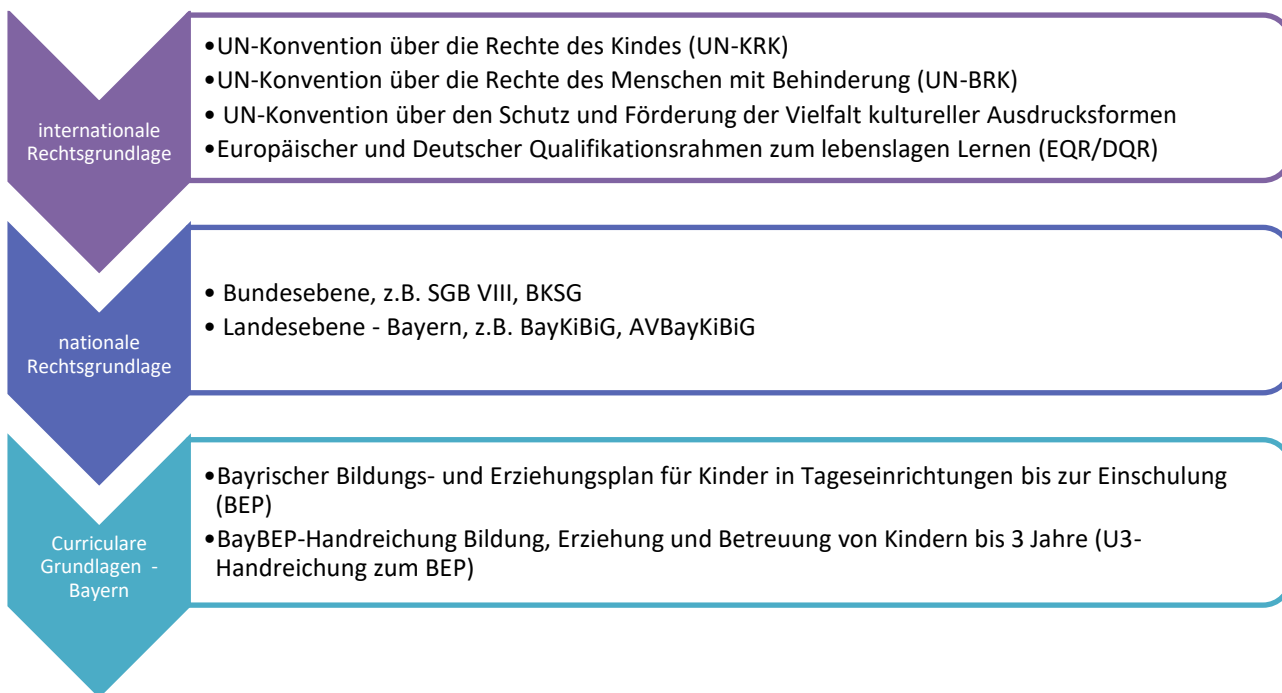 internationale
Rechtsgrundlage
•UN-Konvention über die Rechte des Kindes (UN-KRK)
•UN-Konvention über die Rechte des Menschen mit Behinderung (UN-BRK)
• UN-Konvention über den Schutz und Förderung der Vielfalt kultureller Ausdrucksformen
•Europäischer und Deutscher Qualifikationsrahmen zum lebenslagen Lernen (EQR/DQR)
nationale
Rechtsgrundlage
• Bundesebene, z.B. SGB VIII, BKSG
• Landesebene - Bayern, z.B. BayKiBiG, AVBayKiBiG
Curriculare
Grundlagen -
Bayern
•Bayrischer Bildungs- und Erziehungsplan für Kinder in Tageseinrichtungen bis zur Einschulung
(BEP)
•BayBEP-Handreichung Bildung, Erziehung und Betreuung von Kindern bis 3 Jahre (U3-
Handreichung zum BEP)